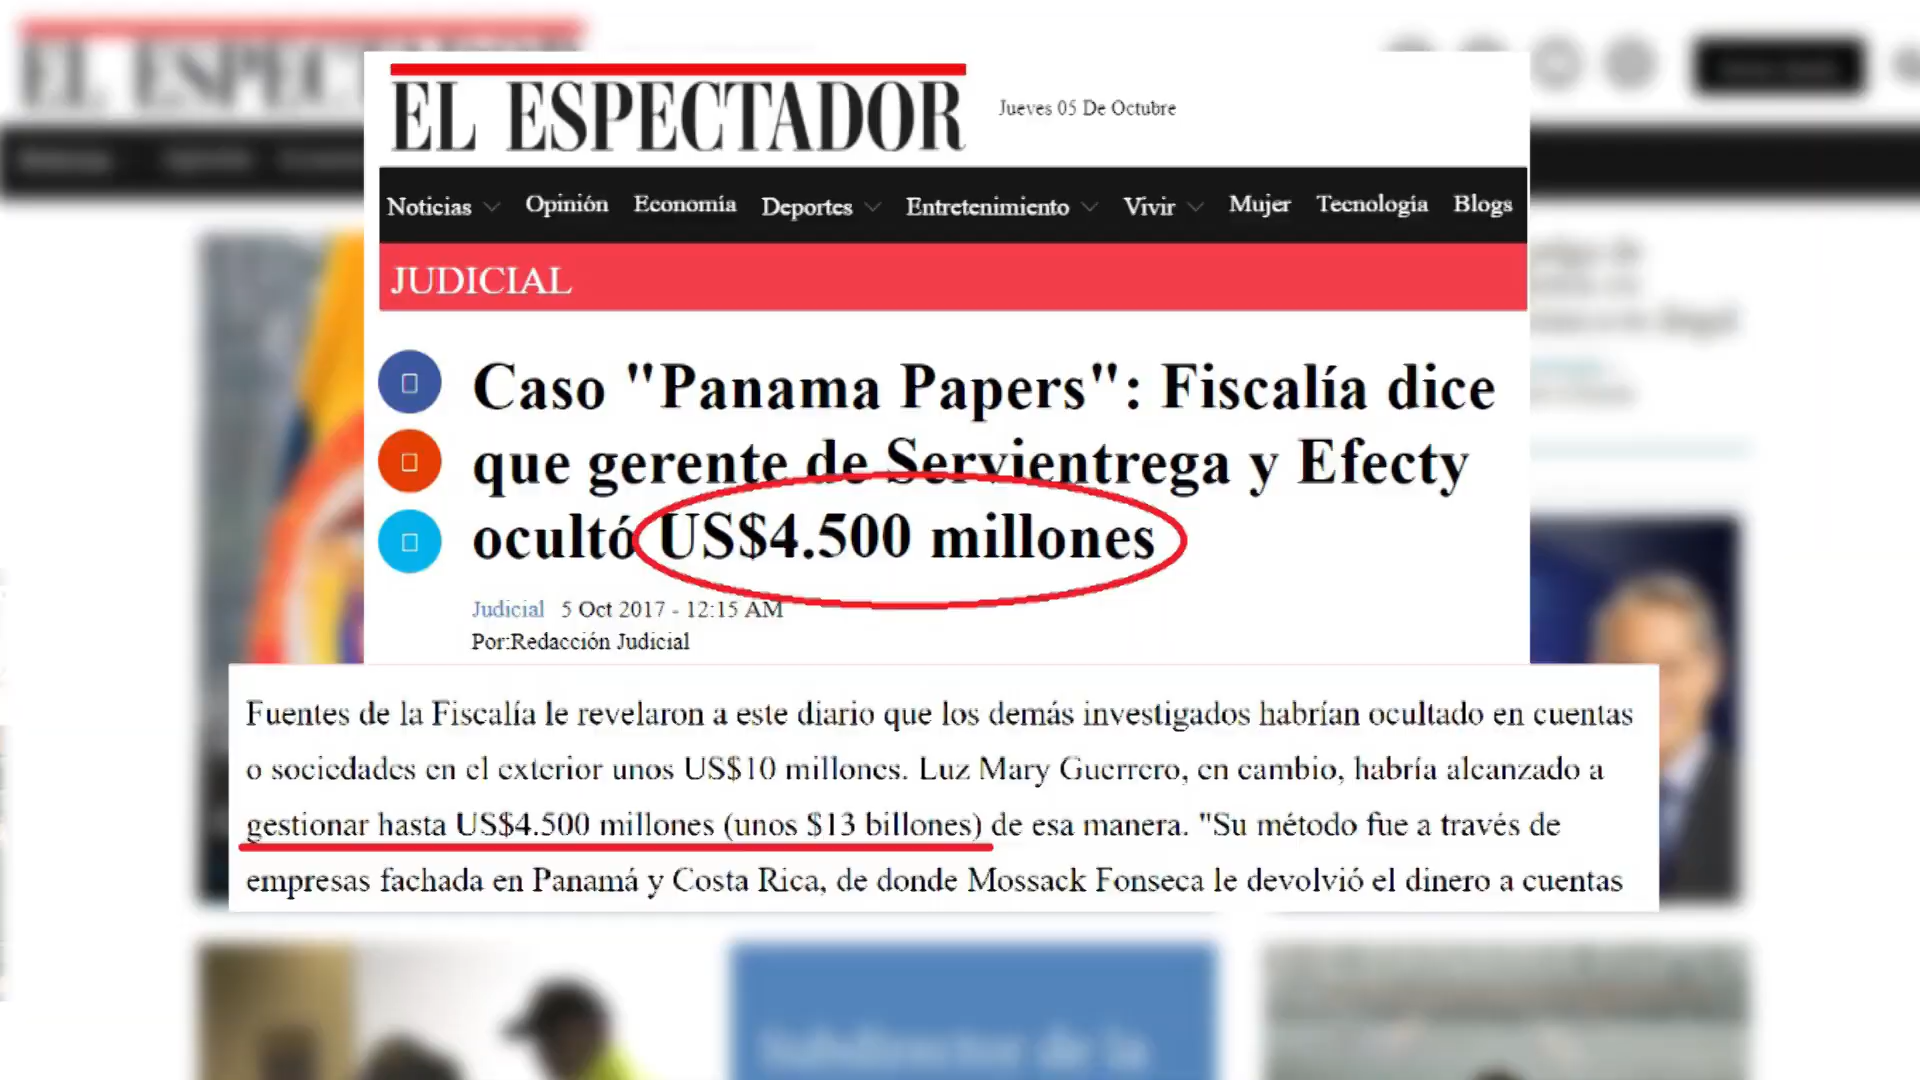 EL ESPECTADOR
Jueves 05 De Octubre
Noticias Opinión Economía Deportes Entretenimiento Vivir Mujer Tecnología Blogs
JUDICIAL
Caso "Panama Papers": Fiscalía dice
que gerente de Servientrega y Efecty
ocultó US$4.500 millones
Judicial 5 Oct 2017 - 12:15 AM
Por:Redacción Judicial
Fuentes de la Fiscalía le revelaron a este diario que los demás investigados habrían ocultado en cuentas
o sociedades en el exterior unos US$10 millones. Luz Mary Guerrero, en cambio, habría alcanzado a
gestionar hasta US$4.500 millones (unos $13 billones) de esa manera. "Su método fue a través de
empresas fachada en Panamá y Costa Rica, de donde Mossack Fonseca le devolvió el dinero a cuentas
Subdirector de la